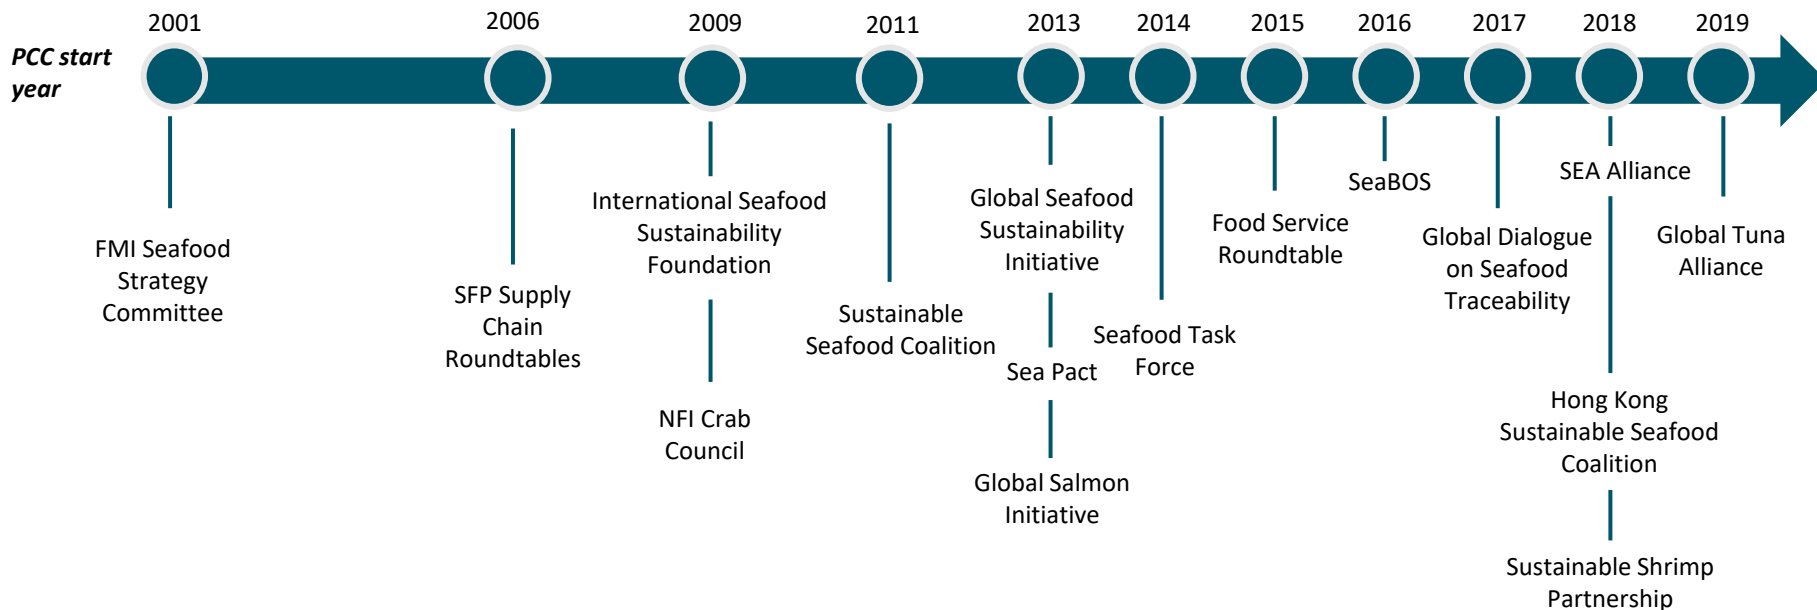 PCC start
year
2001
2006
2009
2011
2013
2014
2015
2016
2017
2018
2019
FMI Seafood
Strategy
Committee
SFP Supply
Chain
Roundtables
International Seafood
Sustainability
Foundation
NFI Crab
Council
Sustainable
Seafood Coalition
Global Seafood
Sustainability
Initiative
Sea Pact
Global Salmon
Initiative
Seafood Task
Force
Food Service
Roundtable
SeaBOS
Global Dialogue
on Seafood
Traceability
SEA Alliance
Hong Kong
Sustainable Seafood
Coalition
Sustainable Shrimp
Partnership
Global Tuna
Alliance